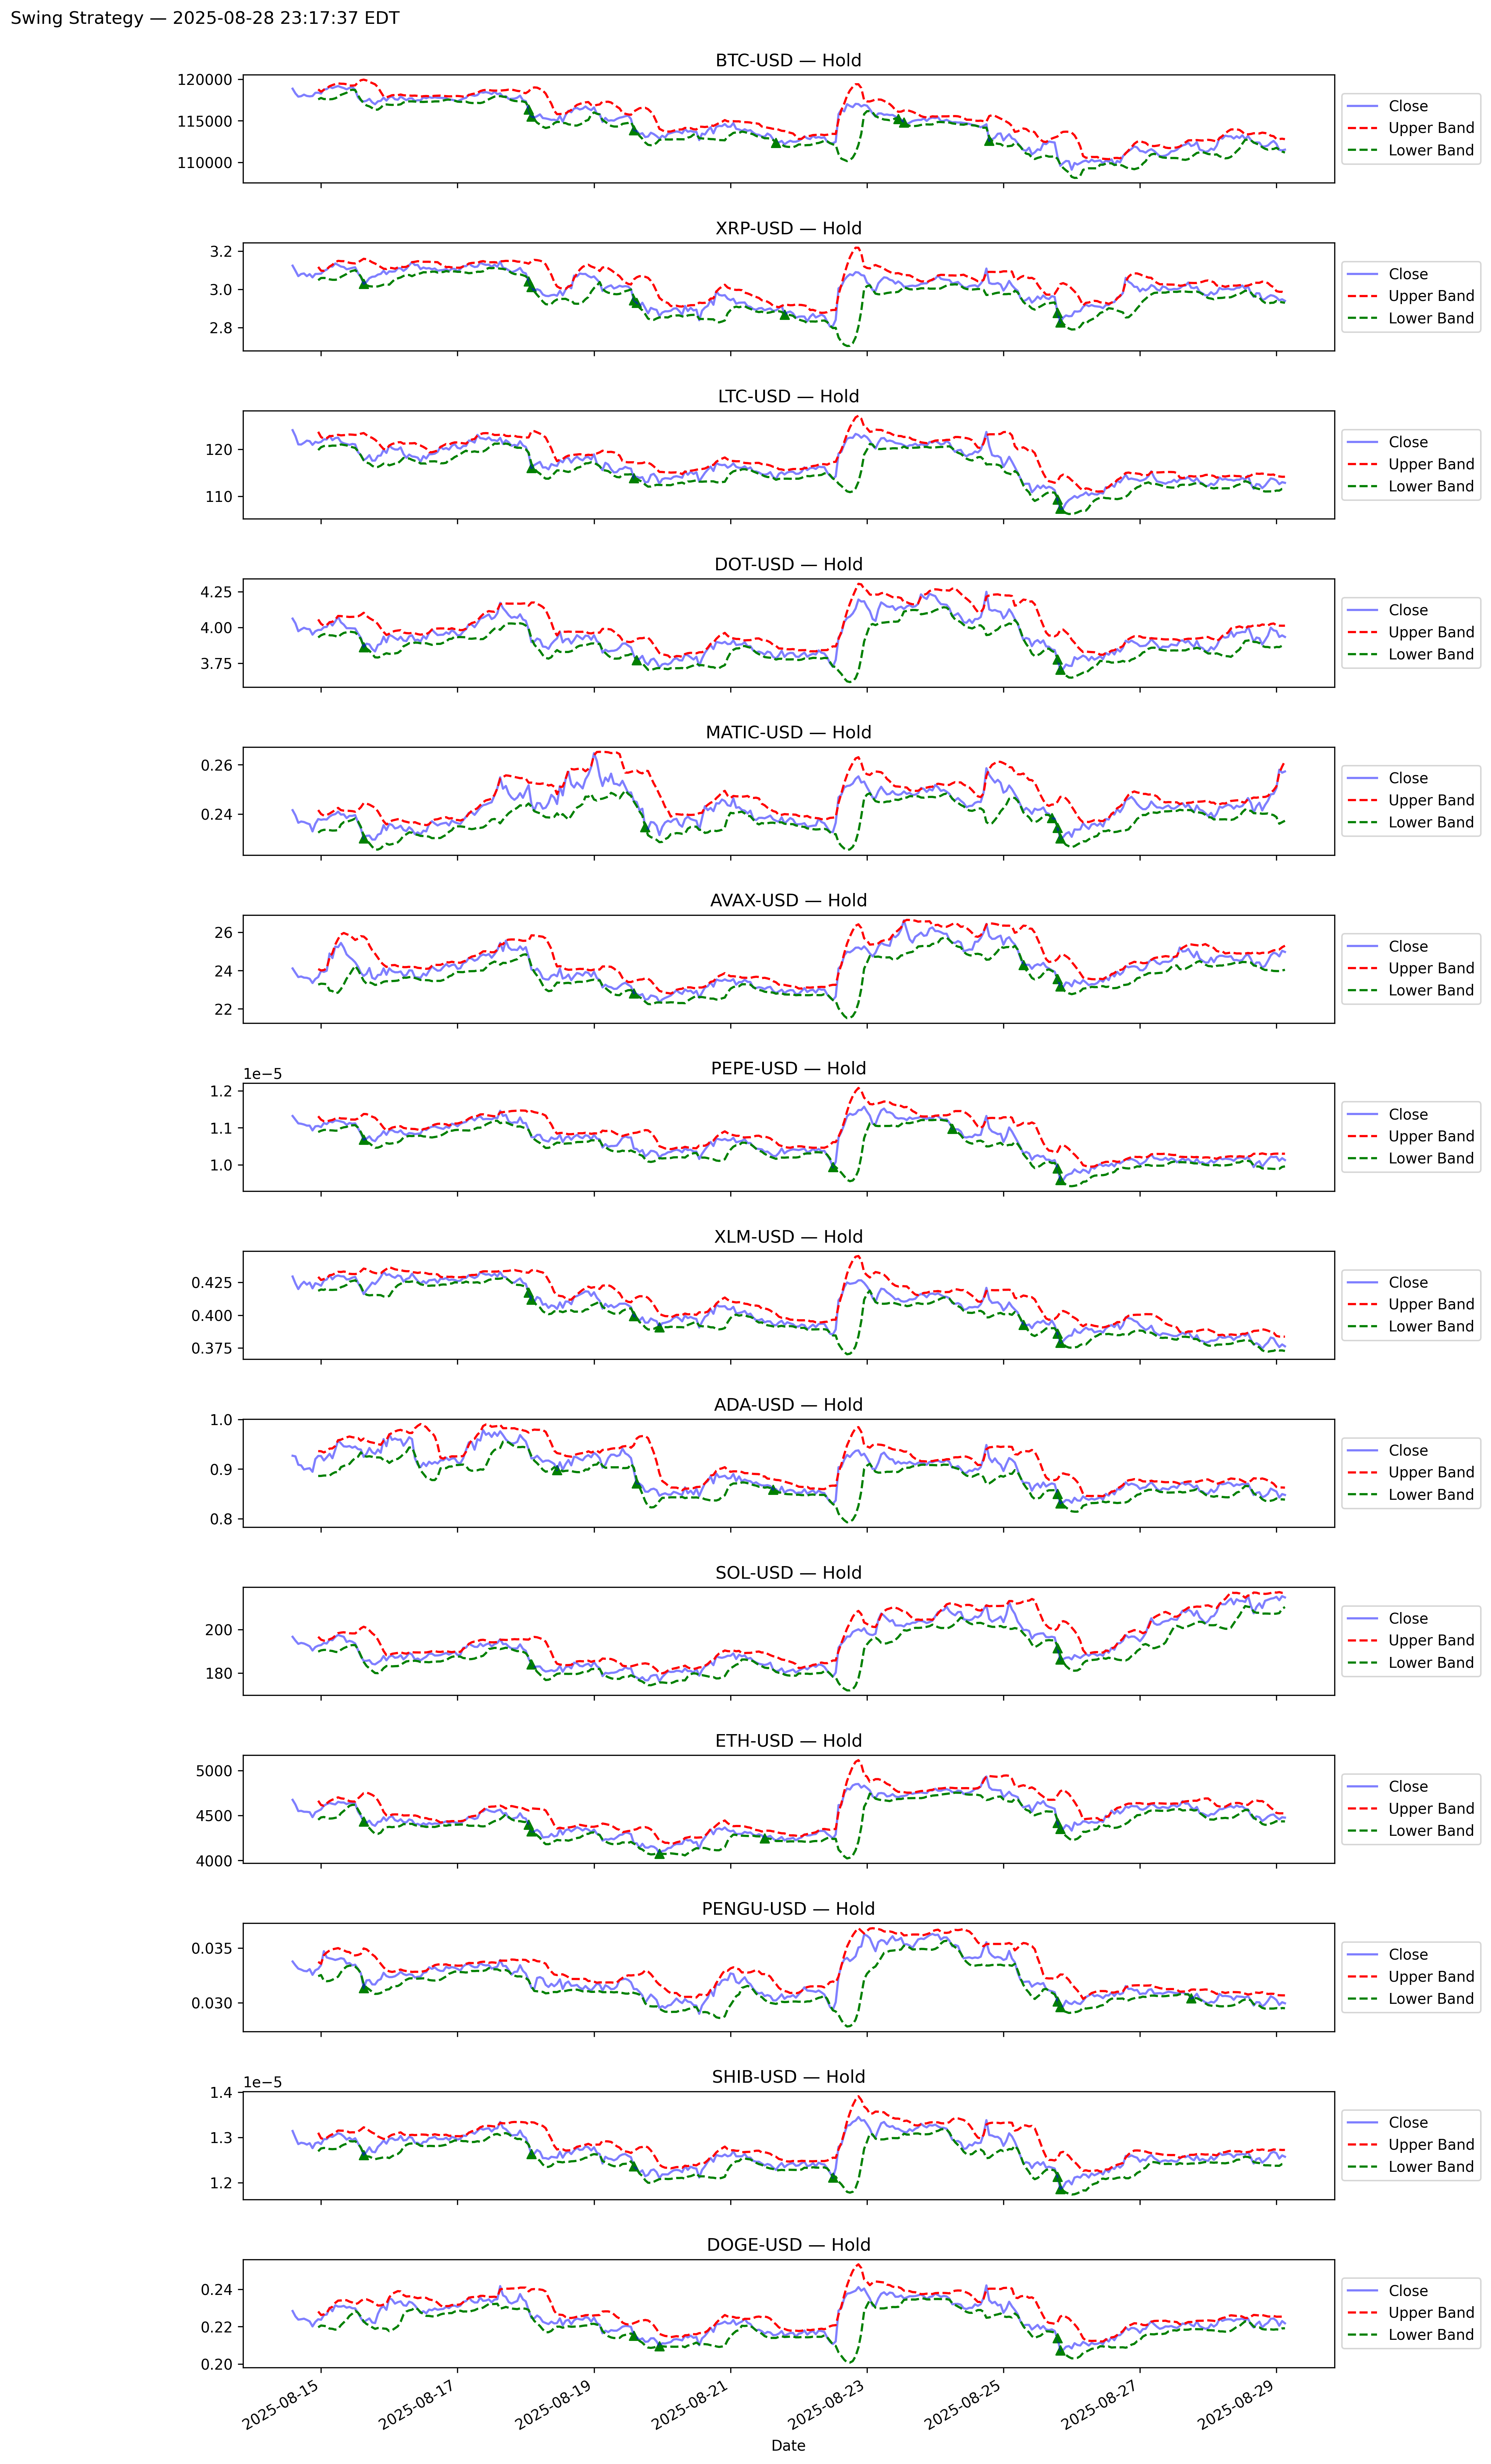 Swing Strategy — 2025-08-28 23:17:37 EDT
BTC-USD — Hold
120000
115000
110000
Close
Upper Band
Lower Band
XRP-USD — Hold
3.2
3.0
2.8
Close
Upper Band
Lower Band
LTC-USD — Hold
120
110
Close
Upper Band
Lower Band
DOT-USD — Hold
4.25
4.00
3.75
Close
Upper Band
Lower Band
MATIC-USD — Hold
0.26
0.24
Close
Upper Band
Lower Band
AVAX-USD — Hold
26
24
22
Close
Upper Band
Lower Band
PEPE-USD — Hold
1e−5
1.2
1.1
1.0
Close
Upper Band
Lower Band
XLM-USD — Hold
0.425
0.400
0.375
Close
Upper Band
Lower Band
ADA-USD — Hold
1.0
0.9
0.8
Close
Upper Band
Lower Band
SOL-USD — Hold
200
180
Close
Upper Band
Lower Band
ETH-USD — Hold
5000
4500
4000
Close
Upper Band
Lower Band
PENGU-USD — Hold
0.035
0.030
Close
Upper Band
Lower Band
SHIB-USD — Hold
1e−5
1.4
1.3
1.2
Close
Upper Band
Lower Band
DOGE-USD — Hold
0.24
0.22
0.20
Close
Upper Band
Lower Band
2025-08-15
2025-08-17
2025-08-19
2025-08-21
2025-08-23
2025-08-25
2025-08-27
2025-08-29
Date